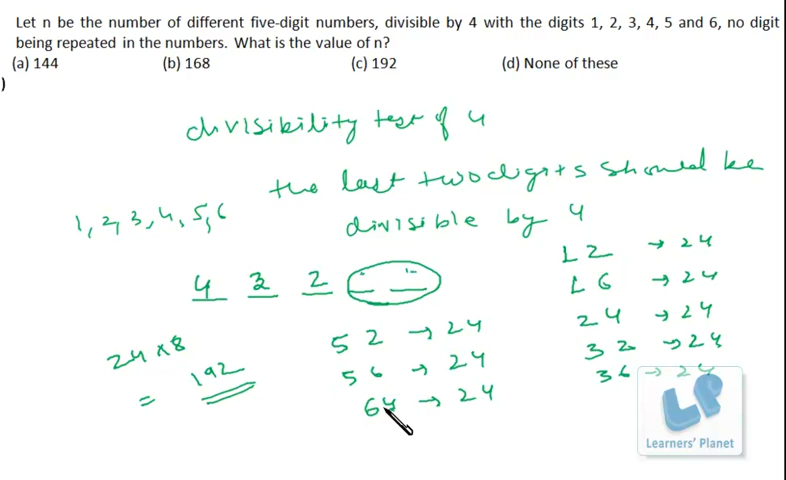 Let n be the number of different five-digit numbers, divisible by 4 with the digits 1, 2, 3, 4, 5 and 6, no digit
being repeated in the numbers. What is the value of n?
(a) 144 (b) 168 (c) 192 (d) None of these
)
divisibility test of 4
the last two digits should be
divisible by 4
1, 2, 3, 4, 5, 6
12 → 24
16 → 24
24 → 24
32 → 24
36 → 24
4 3 2
52 → 24
56 → 24
64 → 24
24 × 8
= 192
LP
Learners' Planet